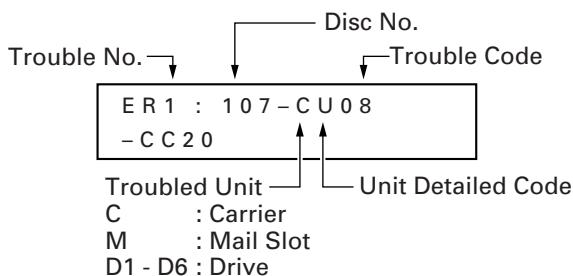 Disc No.
Trouble No.
Trouble Code
ER1 : 107–CU08
–CC20
Troubled Unit
Unit Detailed Code
C : Carrier
M : Mail Slot
D1 - D6 : Drive